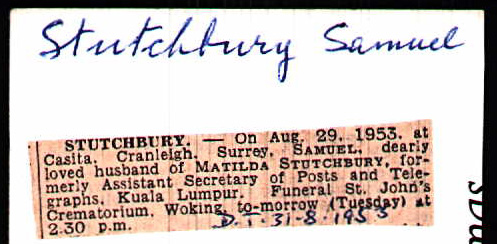 Stutchbury Samuel
STUTCHBURY. — On Aug. 29. 1953. at
Casita. Cranleigh. Surrey. SAMUEL. dearly
loved husband of MATILDA STUTCHBURY, for-
merly Assistant Secretary of Posts and Tele-
graphs, Kuala Lumpur. Funeral St. John's
Crematorium, Woking, to-morrow (Tuesday) at
2.30 p.m. D.T 31-8-1953